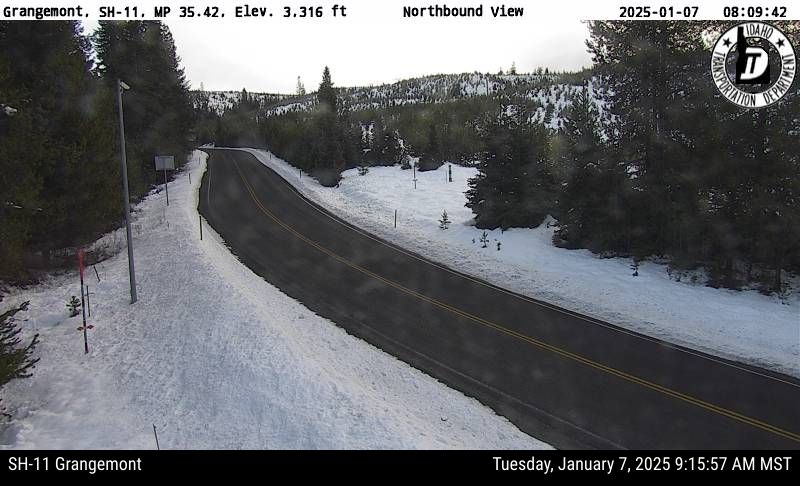 Grangemont, SH-11, MP 35.42, Elev. 3,316 ft Northbound View 2025-01-07 08:09:42
IDAHO
TRANSPORTATION DEPARTMENT
SH-11 Grangemont Tuesday, January 7, 2025 9:15:57 AM MST